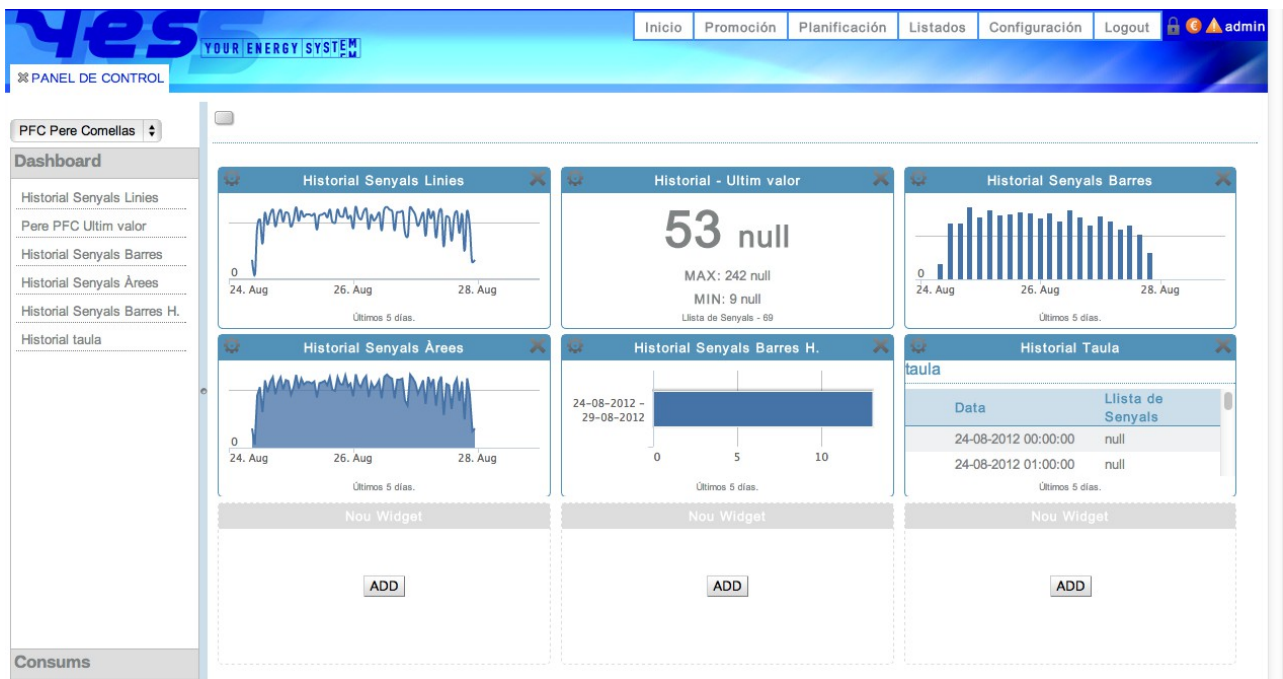 Yess
YOUR ENERGY SYSTEM
Inicio Promoción Planificación Listados Configuración Logout admin
PANEL DE CONTROL
PFC Pere Comellas
Dashboard
Historial Senyals Linies
Pere PFC Ultim valor
Historial Senyals Barres
Historial Senyals Àrees
Historial Senyals Barres H.
Historial taula
Consums
Historial Senyals Linies
0
24. Aug 26. Aug 28. Aug
Últimos 5 días.
Historial - Ultim valor
53 null
MAX: 242 null
MIN: 9 null
Llista de Senyals - 69
Historial Senyals Barres
0
24. Aug 26. Aug 28. Aug
Últimos 5 días.
Historial Senyals Àrees
0
24. Aug 26. Aug 28. Aug
Últimos 5 días.
Historial Senyals Barres H.
24-08-2012 -
29-08-2012
0 5 10
Últimos 5 días.
Historial Taula
taula
Data Llista de
Senyals
24-08-2012 00:00:00 null
24-08-2012 01:00:00 null
Últimos 5 días.
Nou Widget
ADD
Nou Widget
ADD
Nou Widget
ADD